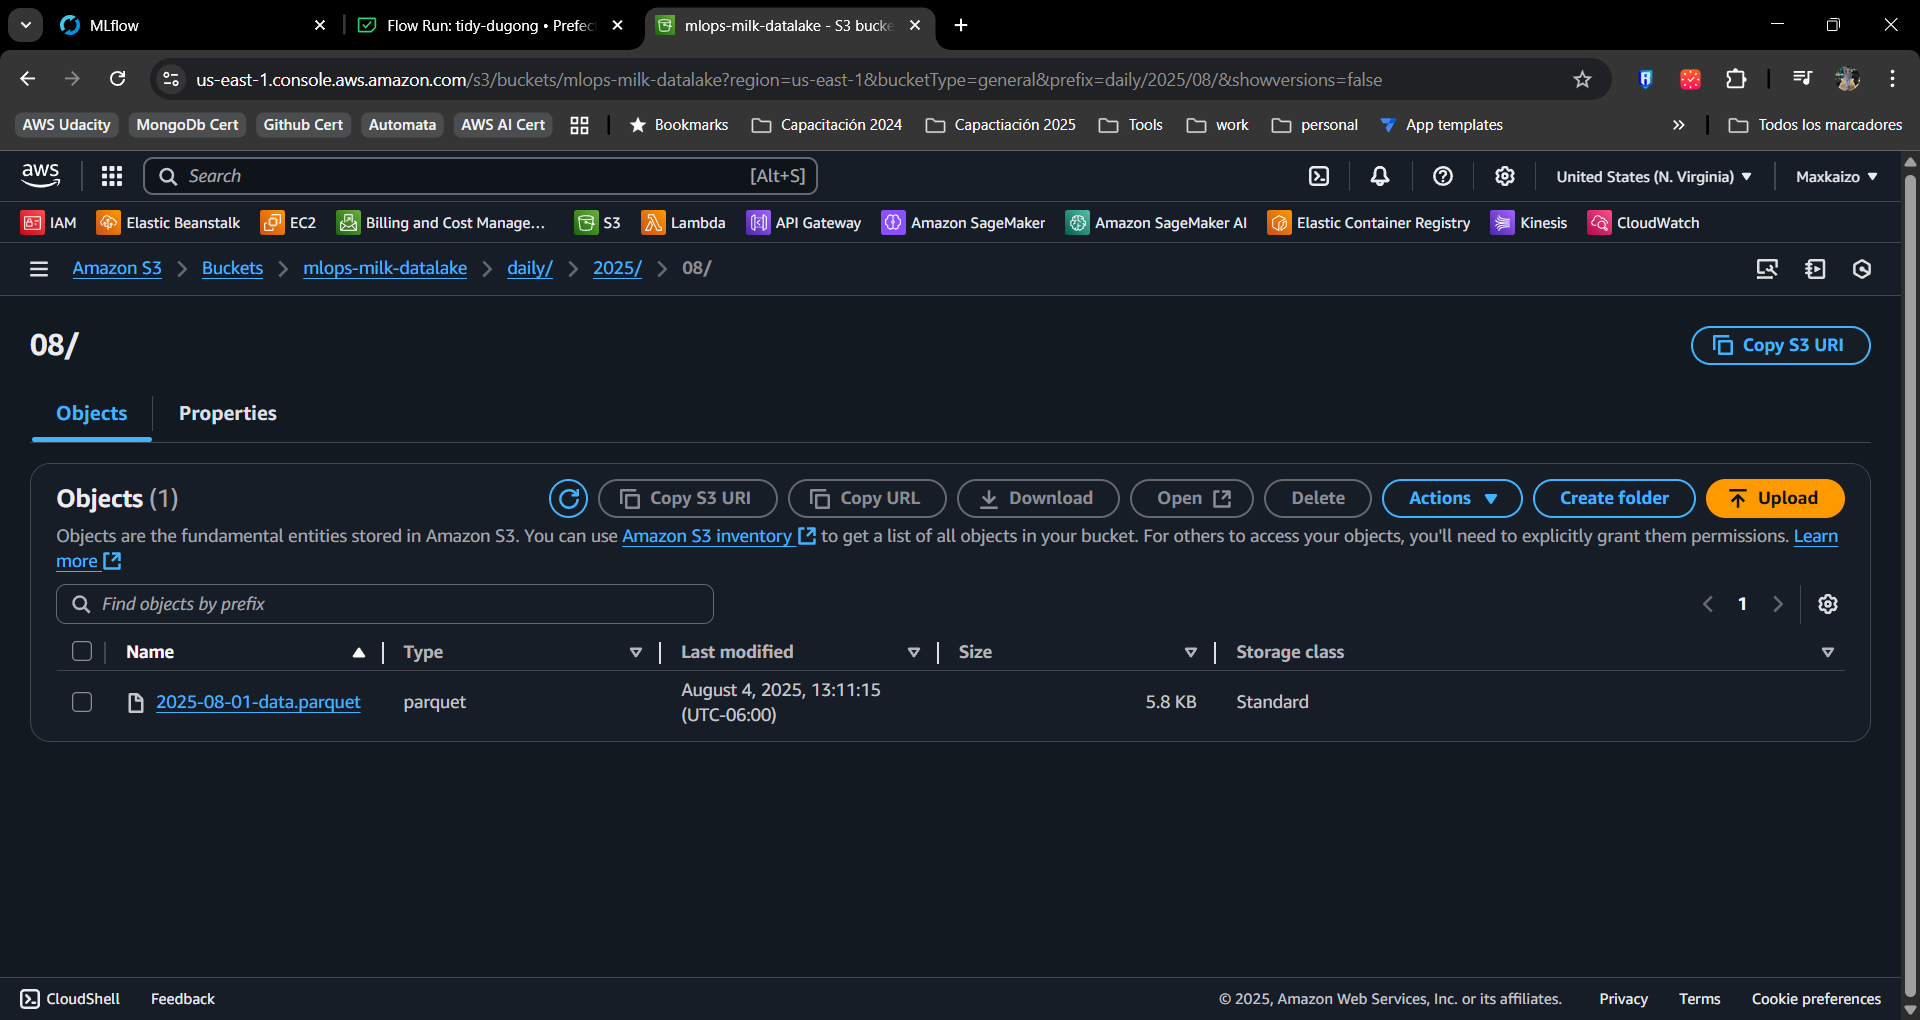 MLflow
Flow Run: tidy-dugong • Prefec
mlops-milk-datalake - S3 bucke
us-east-1.console.aws.amazon.com/s3/buckets/mlops-milk-datalake?region=us-east-1&bucketType=general&prefix=daily/2025/08/&showversions=false
AWS Udacity MongoDb Cert Github Cert Automata AWS AI Cert Bookmarks Capacitación 2024 Capactiación 2025 Tools work personal App templates » Todos los marcadores
aws Search [Alt+S] United States (N. Virginia) Maxkaizo
IAM Elastic Beanstalk EC2 Billing and Cost Manage... S3 Lambda API Gateway Amazon SageMaker Amazon SageMaker AI Elastic Container Registry Kinesis CloudWatch
Amazon S3 > Buckets > mlops-milk-datalake > daily/ > 2025/ > 08/
08/
Copy S3 URI
Objects Properties
Objects (1) Copy S3 URI Copy URL Download Open Delete Actions Create folder Upload
Objects are the fundamental entities stored in Amazon S3. You can use Amazon S3 inventory to get a list of all objects in your bucket. For others to access your objects, you'll need to explicitly grant them permissions. Learn
more
Find objects by prefix
1
Name Type Last modified Size Storage class
2025-08-01-data.parquet parquet August 4, 2025, 13:11:15 5.8 KB Standard
(UTC-06:00)
CloudShell Feedback © 2025, Amazon Web Services, Inc. or its affiliates. Privacy Terms Cookie preferences